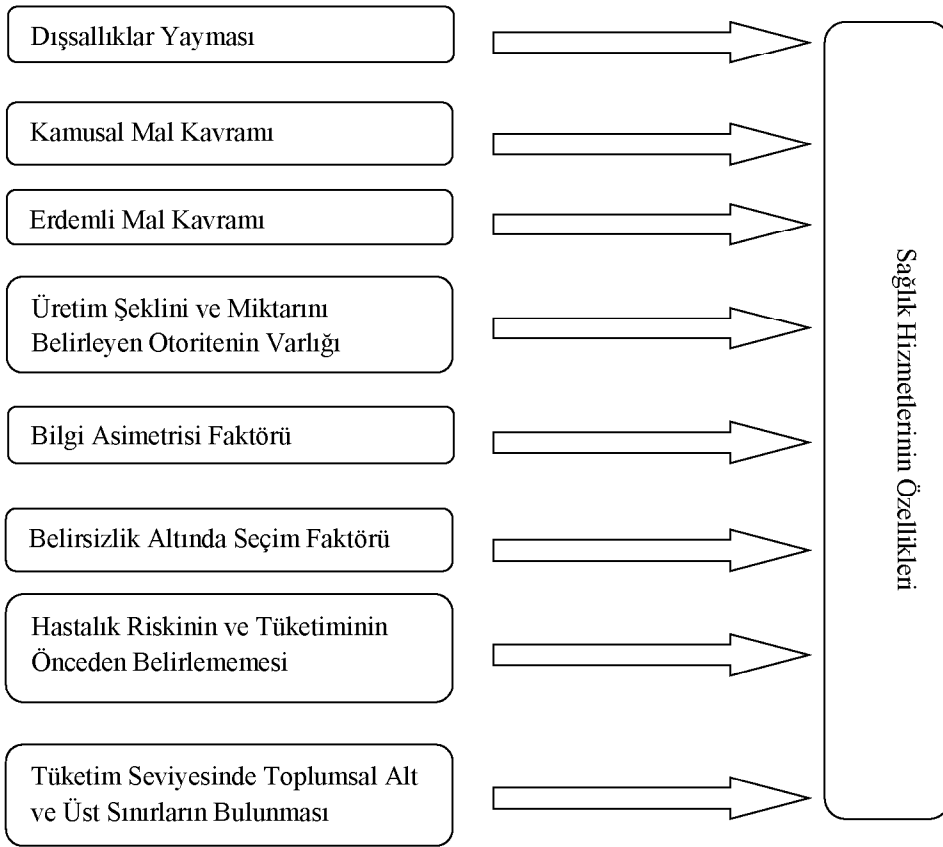 Dışsallıklar Yayması
Kamusal Mal Kavramı
Erdemli Mal Kavramı
Üretim Şeklini ve Miktarını
Belirleyen Otoritenin Varlığı
Bilgi Asimetrisi Faktörü
Belirsizlik Altında Seçim Faktörü
Hastalık Riskinin ve Tüketiminin
Önceden Belirlememesi
Tüketim Seviyesinde Toplumsal Alt
ve Üst Sınırların Bulunması
Sağlık Hizmetlerinin Özellikleri